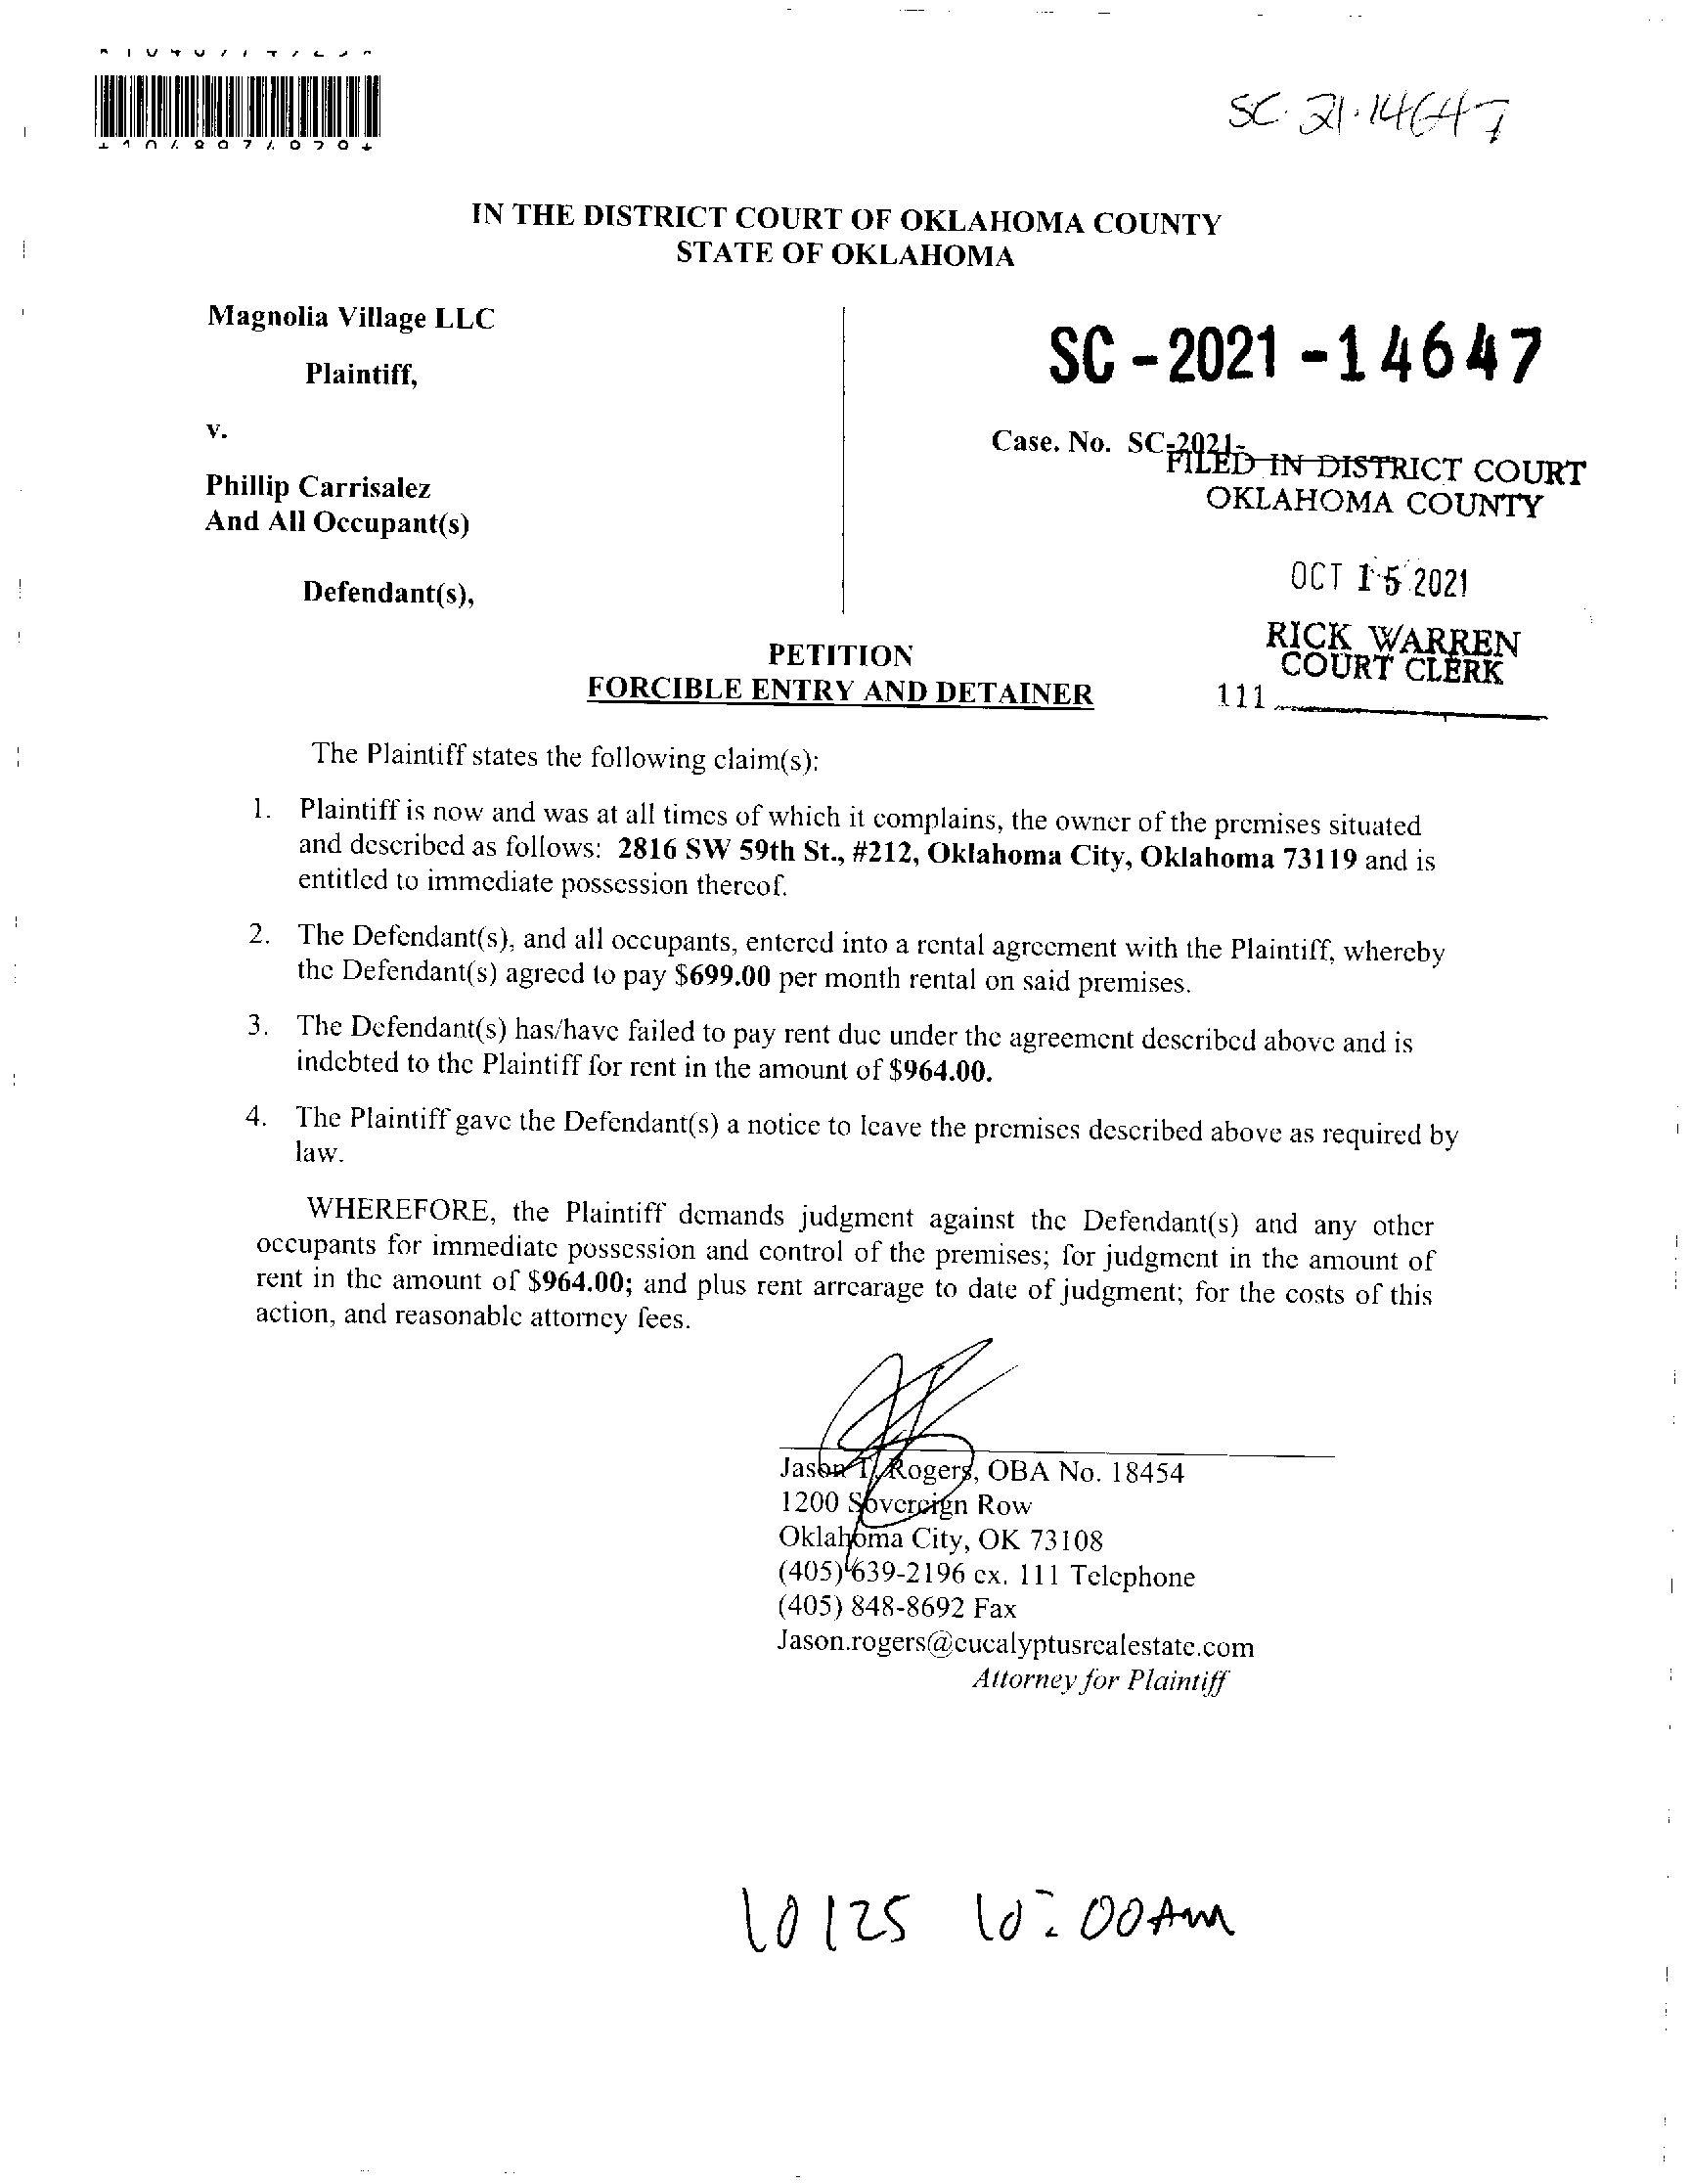 SC-21-14647
IN THE DISTRICT COURT OF OKLAHOMA COUNTY
STATE OF OKLAHOMA
Magnolia Village LLC
Plaintiff,
v.
Phillip Carrisalez
And All Occupant(s)
Defendant(s),
SC-2021-14647
Case. No. SC-2021-
FILED IN DISTRICT COURT
OKLAHOMA COUNTY
OCT 15 2021
RICK WARREN
COURT CLERK
111
PETITION
FORCIBLE ENTRY AND DETAINER
The Plaintiff states the following claim(s):
1. Plaintiff is now and was at all times of which it complains, the owner of the premises situated
and described as follows: 2816 SW 59th St., #212, Oklahoma City, Oklahoma 73119 and is
entitled to immediate possession thereof.
2. The Defendant(s), and all occupants, entered into a rental agreement with the Plaintiff, whereby
the Defendant(s) agreed to pay $699.00 per month rental on said premises.
3. The Defendant(s) has/have failed to pay rent due under the agreement described above and is
indebted to the Plaintiff for rent in the amount of $964.00.
4. The Plaintiff gave the Defendant(s) a notice to leave the premises described above as required by
law.
WHEREFORE, the Plaintiff demands judgment against the Defendant(s) and any other
occupants for immediate possession and control of the premises; for judgment in the amount of
rent in the amount of $964.00; and plus rent arrearage to date of judgment; for the costs of this
action, and reasonable attorney fees.
Jason T. Rogers, OBA No. 18454
1200 Sovereign Row
Oklahoma City, OK 73108
(405) 639-2196 ex. 111 Telephone
(405) 848-8692 Fax
Jason.rogers@eucalyptusrealestate.com
Attorney for Plaintiff
10/25 10:00AM